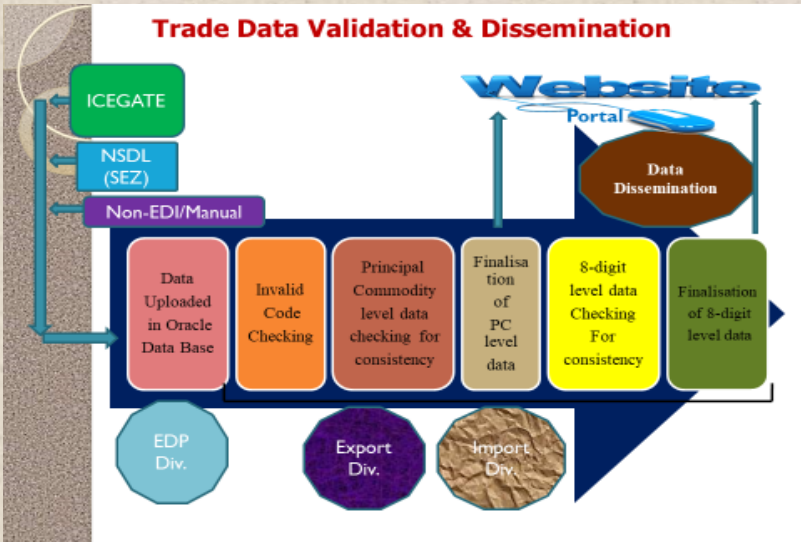 Trade Data Validation & Dissemination
ICEGATE
NSDL
(SEZ)
Non-EDI/Manual
Website
Portal
Data
Dissemination
Data
Uploaded
in Oracle
Data Base
Invalid
Code
Checking
Principal
Commodity
level data
checking for
consistency
Finalisa
tion
of
PC
level
data
8-digit
level data
Checking
For
consistency
Finalisation
of 8-digit
level data
EDP
Div.
Export
Div.
Import
Div.